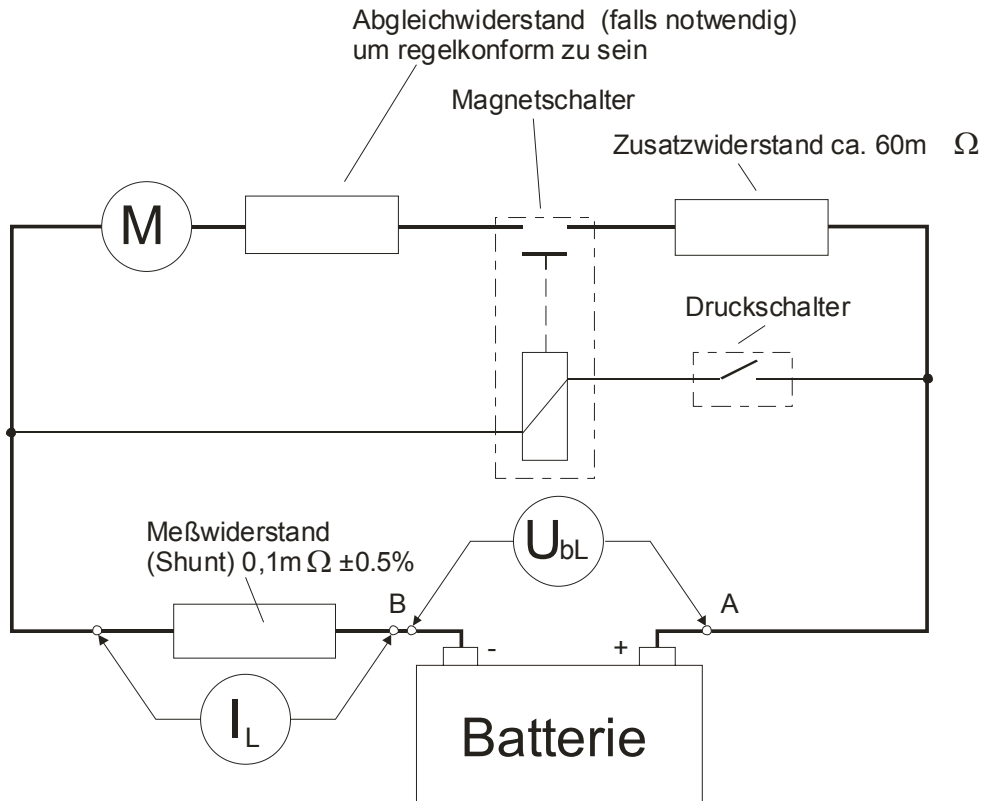 Abgleichwiderstand (falls notwendig)
um regelkonform zu sein
Magnetschalter
Zusatzwiderstand ca. 60m Ω
M
Druckschalter
Meßwiderstand
(Shunt) 0,1m Ω ±0.5%
UbL
B
A
-
+
IL
Batterie